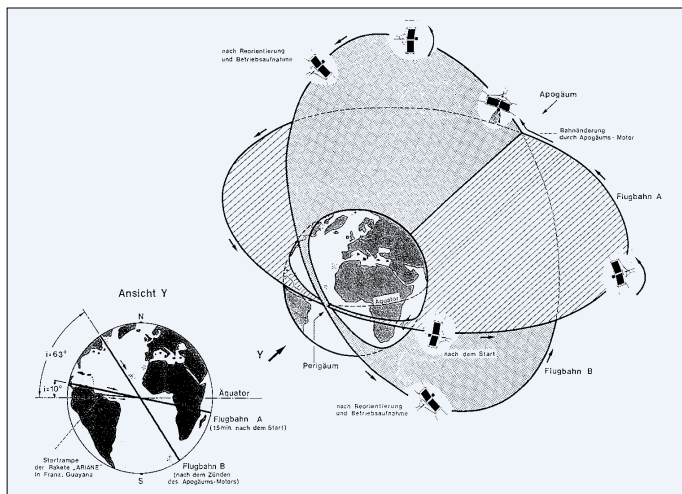 nach Reorientierung
und Betriebsaufnahme
Apogäum
Bahnänderung
durch Apogäums-Motor
Flugbahn A
Äquator
Ansicht Y
N
i=63°
i=10°
Y
Perigäum
nach dem Start
Flugbahn B
Äquator
Flugbahn A
(15min. nach dem Start)
nach Reorientierung
und Betriebsaufnahme
Startrampe
der Rakete „ARIANE"
in Franz. Guayana
S
Flugbahn B
(nach dem Zünden
des Apogäums-Motors)